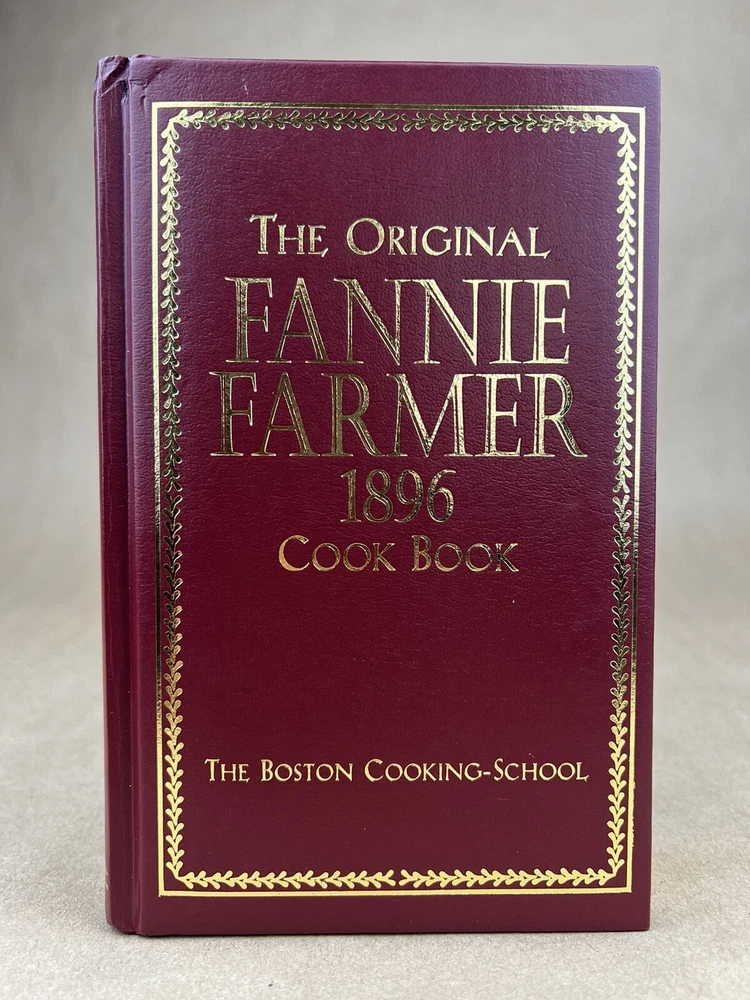 The Original
FANNIE
FARMER
1896
Cook Book
The Boston Cooking-School